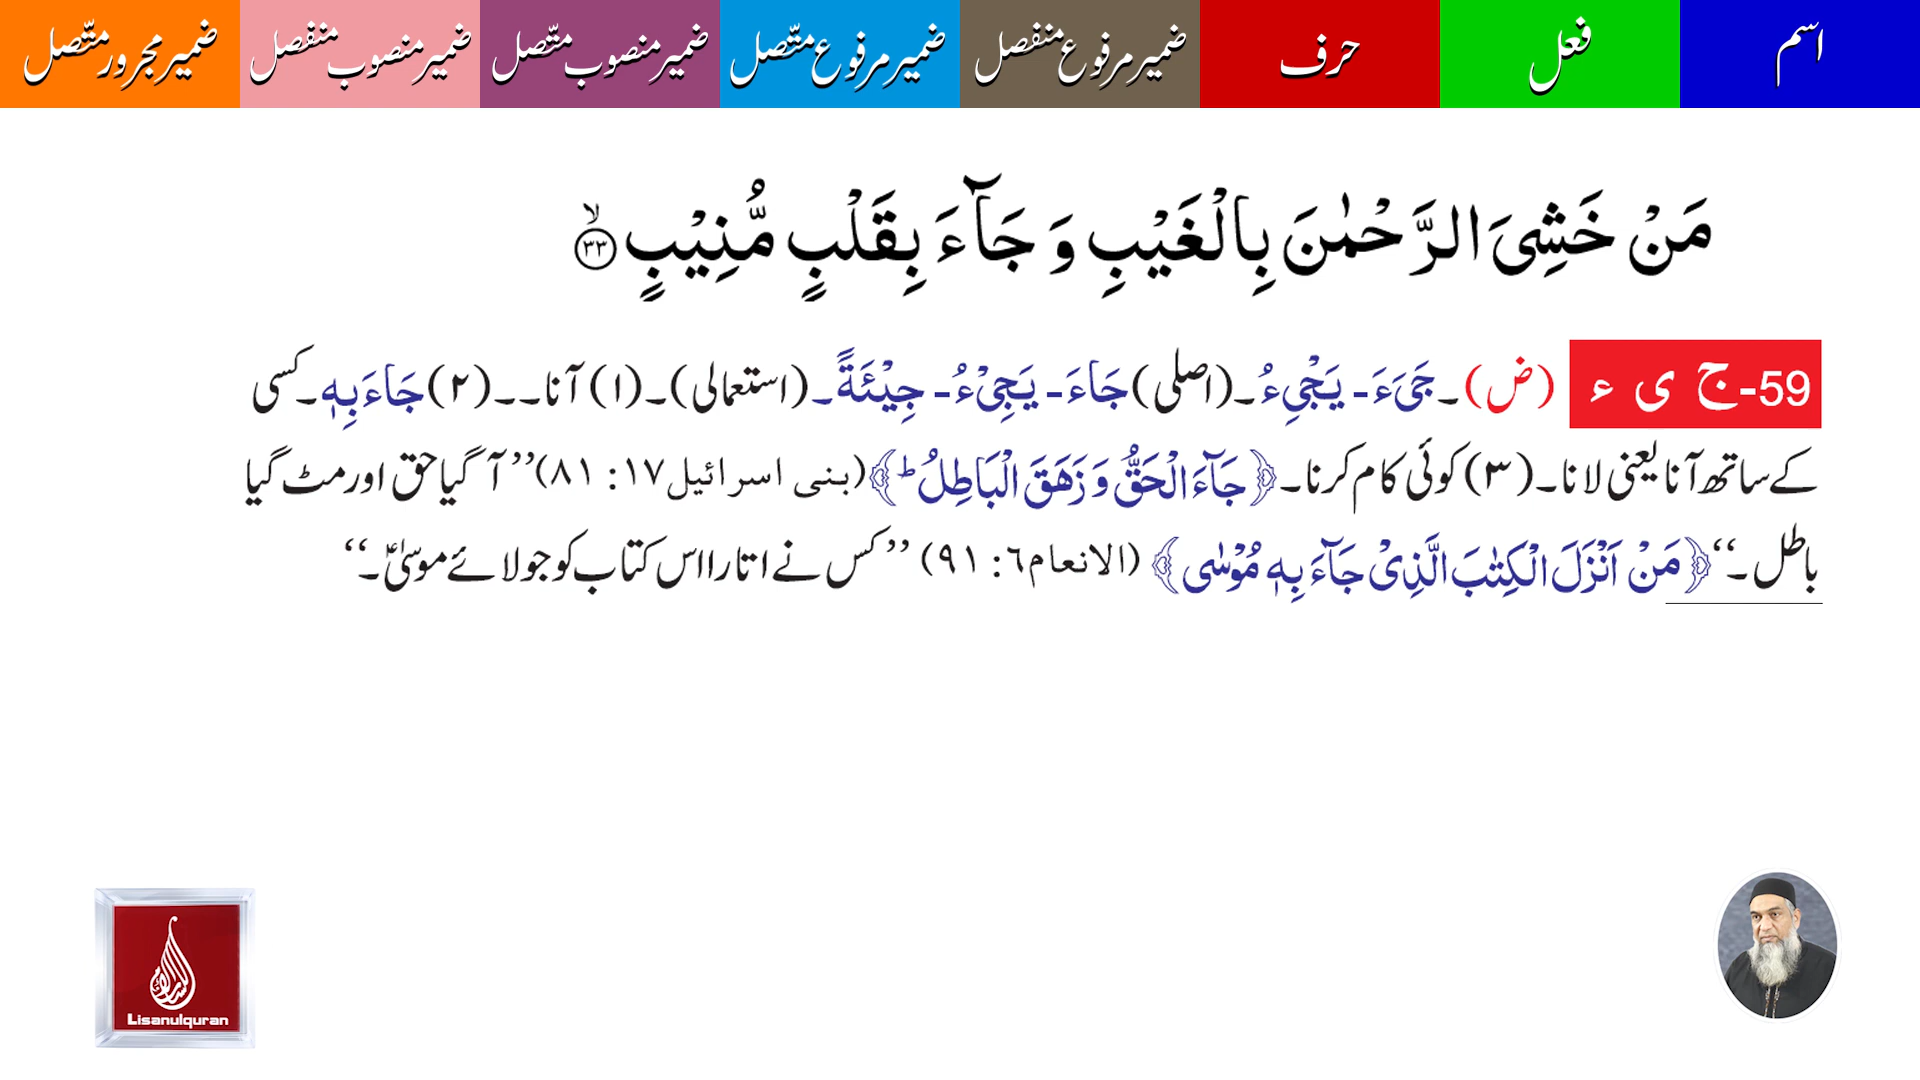 اسم فعل حرف ضمیر مرفوع منفصل ضمیر مرفوع متّصل ضمیر منصوب متّصل ضمیر منصوب منفصل ضمیر مجرور متّصل
مَنْ خَشِیَ الرَّحْمٰنَ بِالْغَیْبِ وَ جَآءَ بِقَلْبٍ مُّنِیْبِۙ ﴿۳۳﴾
59- ج ی ء (ض)۔ جَیَءَ - یَجْیِءُ۔ (اصلی) جَاءَ - یَجِیْءُ - جِیْئَةً۔ (استعمالی)۔ (۱) آنا۔۔ (۲) جَاءَ بِہٖ۔ کسی
کے ساتھ آنا یعنی لانا۔ (۳) کوئی کام کرنا۔ ﴿جَآءَ الْحَقُّ وَ زَهَقَ الْبَاطِلُ ؕ﴾ (بنی اسرائیل ۱۷: ۸۱) ’’آ گیا حق اور مٹ گیا
باطل۔‘‘ ﴿مَنْ اَنْزَلَ الْكِتٰبَ الَّذِیْ جَآءَ بِہٖ مُوْسٰی﴾ (الانعام ٦: ۹۱) ’’کس نے اتارا اس کتاب کو جو لائے موسیٰؑ۔‘‘
Lisanulquran